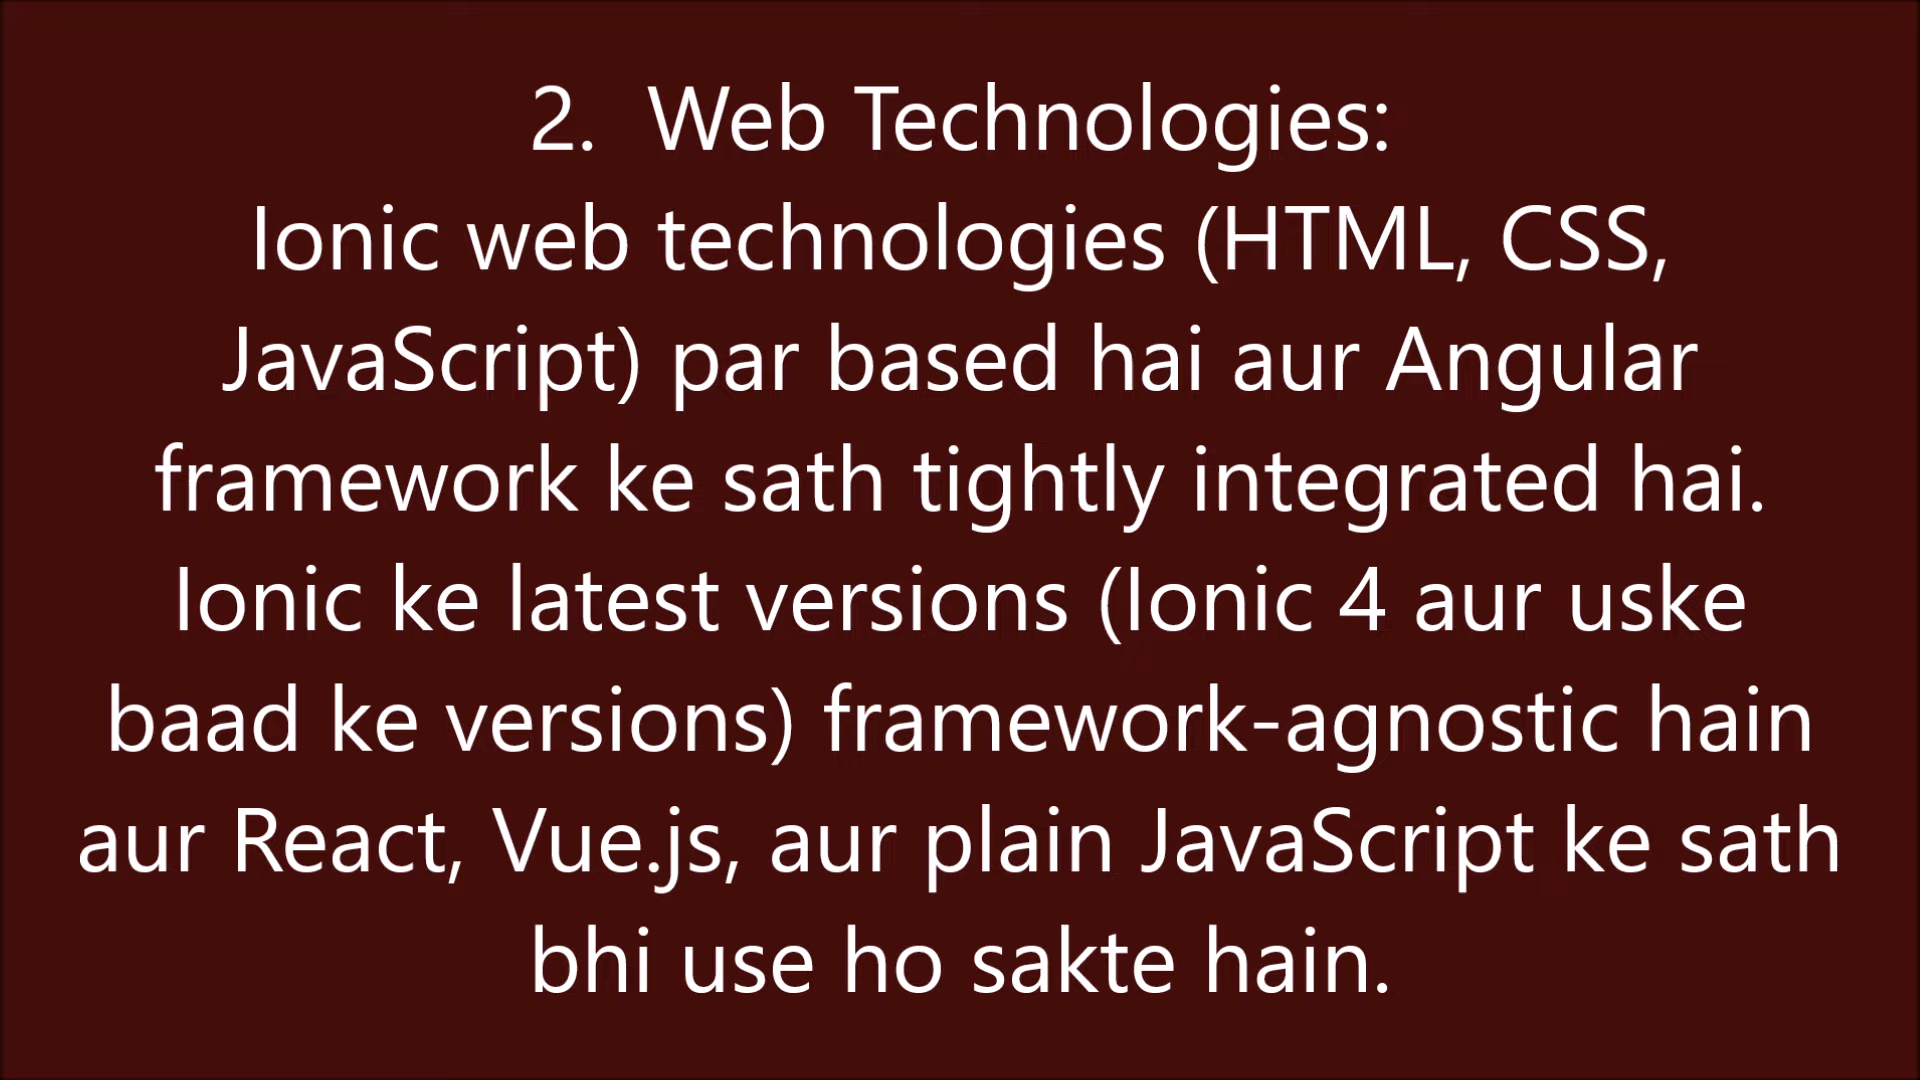 2.  Web Technologies:
Ionic web technologies (HTML, CSS,
JavaScript) par based hai aur Angular
framework ke sath tightly integrated hai.
Ionic ke latest versions (Ionic 4 aur uske
baad ke versions) framework-agnostic hain
aur React, Vue.js, aur plain JavaScript ke sath
bhi use ho sakte hain.